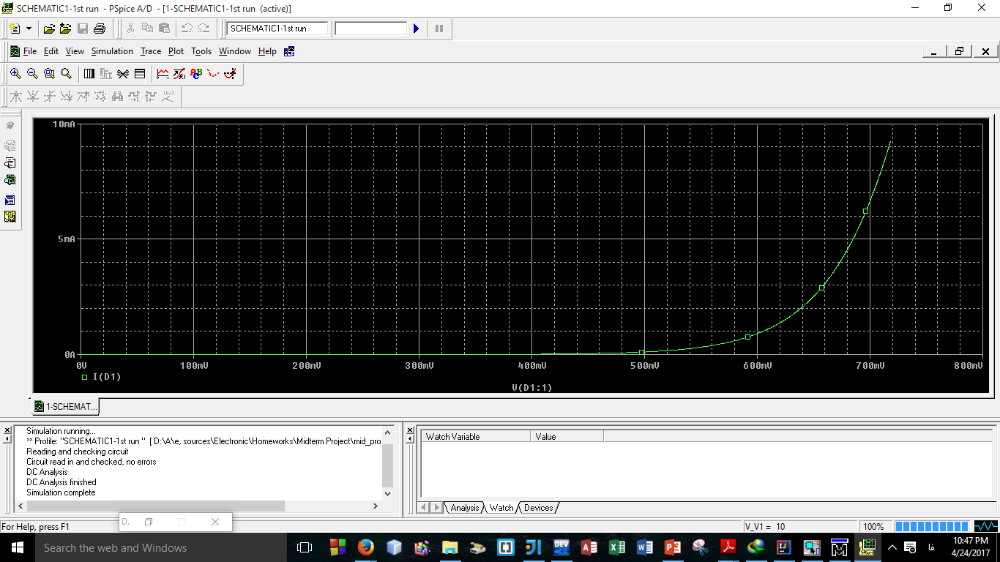 SCHEMATIC1-1st run - PSpice A/D - [1-SCHEMATIC1-1st run (active)]
SCHEMATIC1-1st run
File Edit View Simulation Trace Plot Tools Window Help
10mA
5mA
0A
0V 100mV 200mV 300mV 400mV 500mV 600mV 700mV 800mV
I(D1)
V(D1:1)
1-SCHEMAT...
Simulation running...
** Profile: "SCHEMATIC1-1st run " [ D:\A\e, sources\Electronic\Homeworks\Midterm Project\mid_pro
Reading and checking circuit
Circuit read in and checked, no errors
DC Analysis
DC Analysis finished
Simulation complete
Watch Variable Value
Analysis Watch Devices
D.
For Help, press F1
V_V1 = 10
100%
Search the web and Windows
فا
10:47 PM
4/24/2017